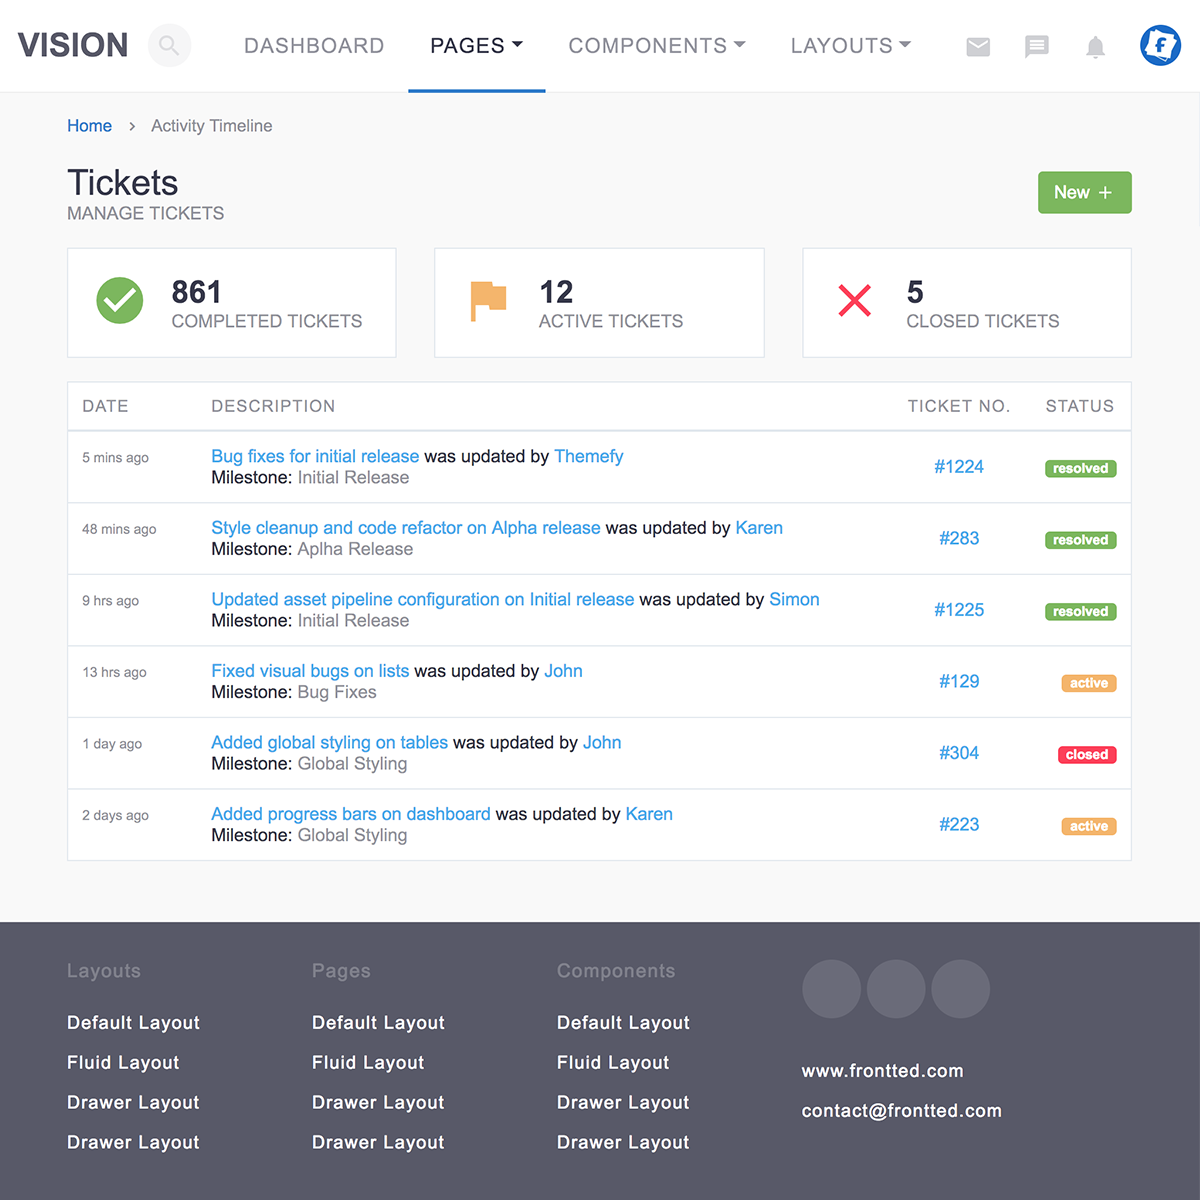 VISION
DASHBOARD
PAGES
COMPONENTS
LAYOUTS
Home › Activity Timeline
Tickets
MANAGE TICKETS
New +
861
COMPLETED TICKETS
12
ACTIVE TICKETS
5
CLOSED TICKETS
DATE DESCRIPTION TICKET NO. STATUS
5 mins ago Bug fixes for initial release was updated by Themefy #1224 resolved
Milestone: Initial Release
48 mins ago Style cleanup and code refactor on Alpha release was updated by Karen #283 resolved
Milestone: Aplha Release
9 hrs ago Updated asset pipeline configuration on Initial release was updated by Simon #1225 resolved
Milestone: Initial Release
13 hrs ago Fixed visual bugs on lists was updated by John #129 active
Milestone: Bug Fixes
1 day ago Added global styling on tables was updated by John #304 closed
Milestone: Global Styling
2 days ago Added progress bars on dashboard was updated by Karen #223 active
Milestone: Global Styling
Layouts
Default Layout
Fluid Layout
Drawer Layout
Drawer Layout
Pages
Default Layout
Fluid Layout
Drawer Layout
Drawer Layout
Components
Default Layout
Fluid Layout
Drawer Layout
Drawer Layout
www.frontted.com
contact@frontted.com